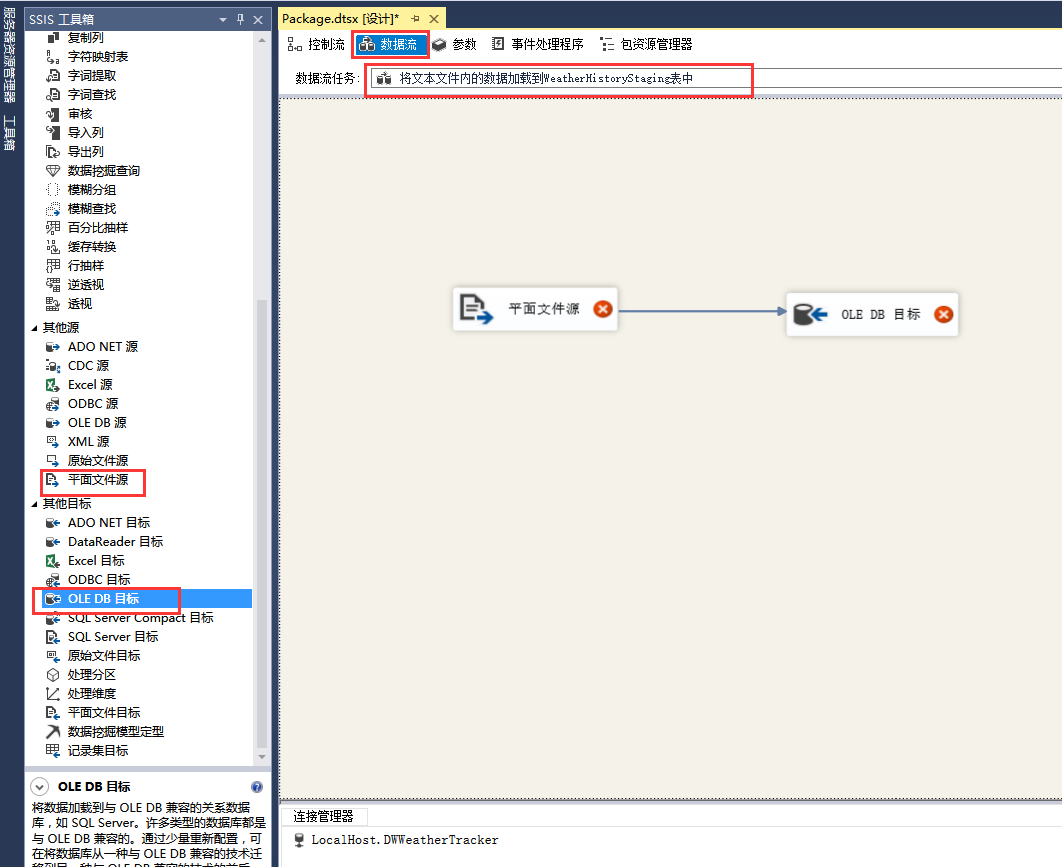 服务器资源管理器
工具箱
SSIS 工具箱
复制列
字符映射表
字词提取
字词查找
审核
导入列
导出列
数据挖掘查询
模糊分组
模糊查找
百分比抽样
缓存转换
行抽样
逆透视
透视
其他源
ADO NET 源
CDC 源
Excel 源
ODBC 源
OLE DB 源
XML 源
原始文件源
平面文件源
其他目标
ADO NET 目标
DataReader 目标
Excel 目标
ODBC 目标
OLE DB 目标
SQL Server Compact 目标
SQL Server 目标
原始文件目标
处理分区
处理维度
平面文件目标
数据挖掘模型定型
记录集目标
OLE DB 目标
将数据加载到与 OLE DB 兼容的关系数据
库，如 SQL Server。许多类型的数据库都是
与 OLE DB 兼容的。通过少量重新配置，可
在将数据库从一种与 OLE DB 兼容的技术迁
Package.dtsx [设计]*
控制流
数据流
参数
事件处理程序
包资源管理器
数据流任务:
将文本文件内的数据加载到WeatherHistoryStaging表中
平面文件源
OLE DB 目标
连接管理器
LocalHost.DWWeatherTracker